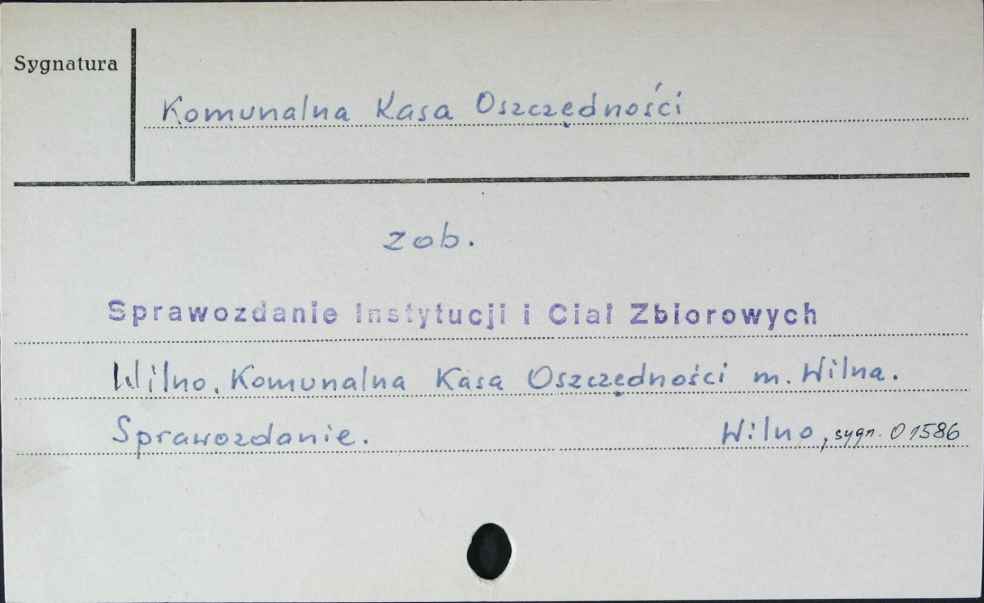 Sygnatura
Komunalna Kasa Oszczędności
zob.
Sprawozdanie Instytucji i Ciał Zbiorowych
Wilno. Komunalna Kasa Oszczędności m. Wilna.
Sprawozdanie. Wilno, sygn. 01586